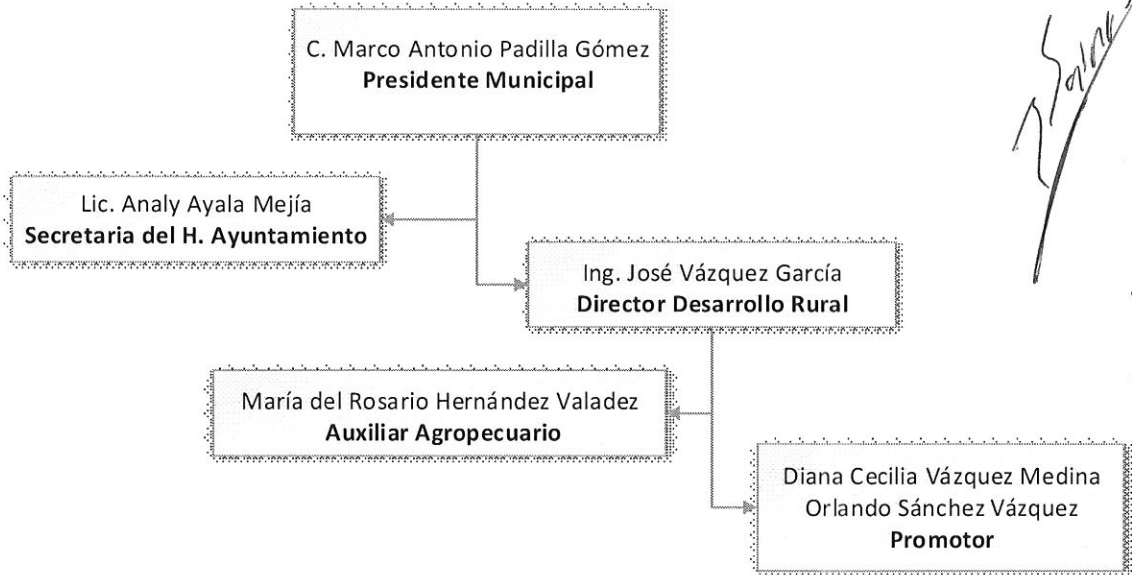 C. Marco Antonio Padilla Gómez
Presidente Municipal
Lic. Analy Ayala Mejía
Secretaria del H. Ayuntamiento
Ing. José Vázquez García
Director Desarrollo Rural
María del Rosario Hernández Valadez
Auxiliar Agropecuario
Diana Cecilia Vázquez Medina
Orlando Sánchez Vázquez
Promotor